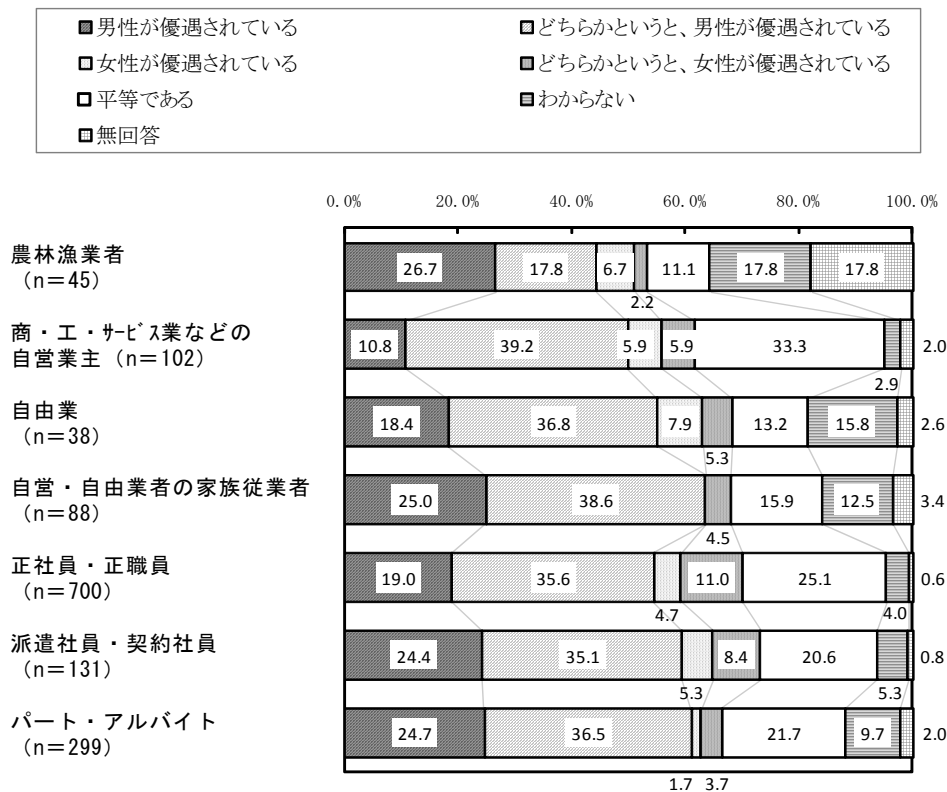 男性が優遇されている
どちらかというと、男性が優遇されている
女性が優遇されている
どちらかというと、女性が優遇されている
平等である
わからない
無回答
0.0% 20.0% 40.0% 60.0% 80.0% 100.0%
農林漁業者
（n＝45）
26.7 17.8 6.7 2.2 11.1 17.8 17.8
商・工・ｻｰﾋﾞｽ業などの
自営業主（n＝102）
10.8 39.2 5.9 5.9 33.3 2.9 2.0
自由業
（n＝38）
18.4 36.8 7.9 5.3 13.2 15.8 2.6
自営・自由業者の家族従業者
（n＝88）
25.0 38.6 4.5 15.9 12.5 3.4
正社員・正職員
（n＝700）
19.0 35.6 4.7 11.0 25.1 4.0 0.6
派遣社員・契約社員
（n＝131）
24.4 35.1 5.3 8.4 20.6 5.3 0.8
パート・アルバイト
（n＝299）
24.7 36.5 1.7 3.7 21.7 9.7 2.0